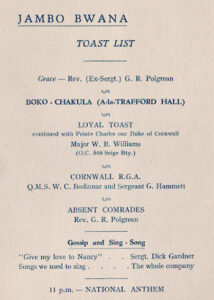 JAMBO BWANA
TOAST LIST
Grace — Rev. (Ex-Sergt.) G. R. Polgrean
BOKO - CHAKULA (A-la-TRAFFORD HALL)
LOYAL TOAST
combined with Prince Charles our Duke of Cornwall
Major W. B. Williams
(O.C. 346 Seige Bty.)
CORNWALL R.G.A.
Q.M.S. W. C. Bodinnar and Sergeant G. Hammett
ABSENT COMRADES
Rev. G. R. Polgrean
Gossip and Sing - Song
"Give my love to Nancy" . . Sergt. Dick Gardner
Songs we used to sing . . . . The whole company
11 p.m. — NATIONAL ANTHEM